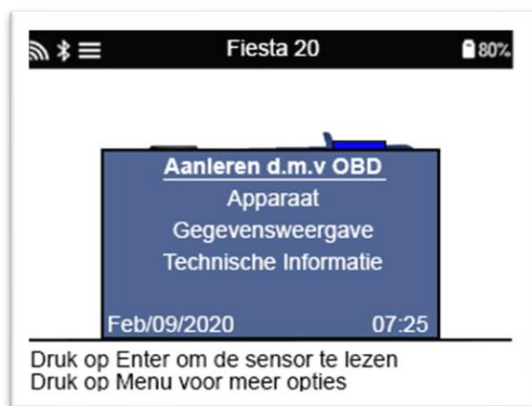 Fiesta 20
80%
Aanleren d.m.v OBD
Apparaat
Gegevensweergave
Technische Informatie
Feb/09/2020 07:25
Druk op Enter om de sensor te lezen
Druk op Menu voor meer opties